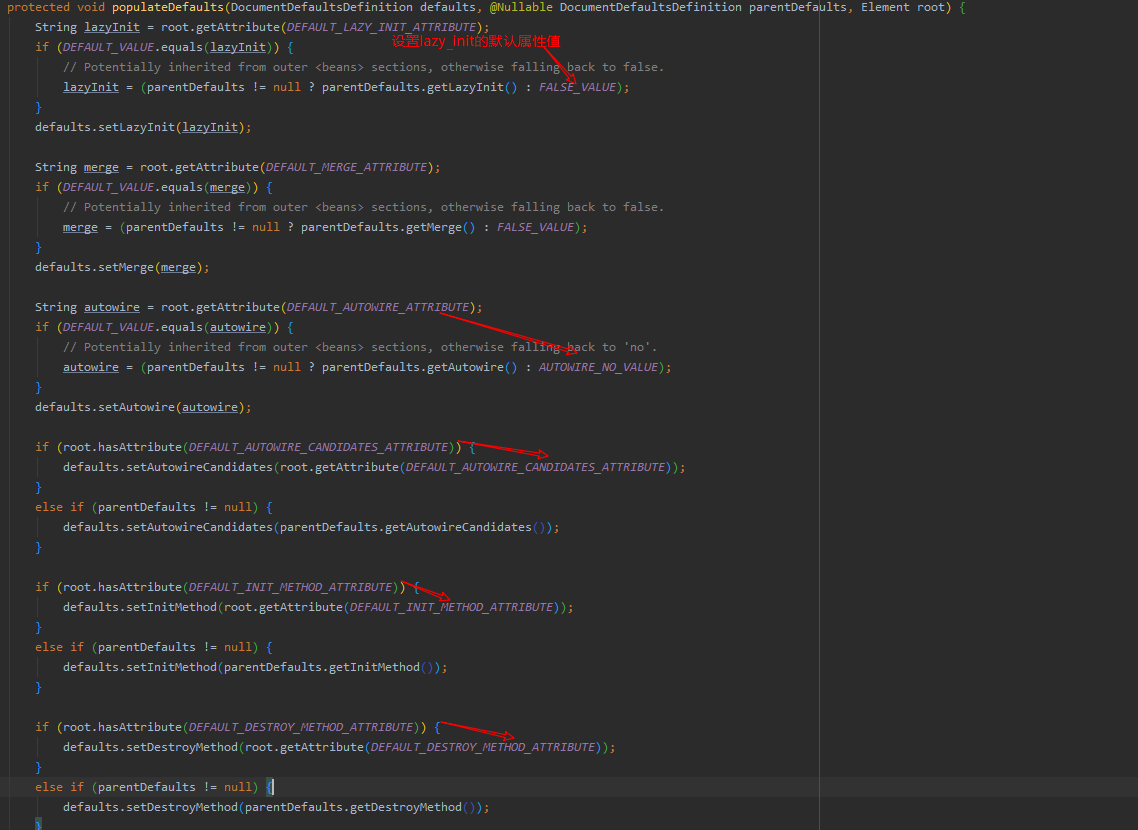 protected void populateDefaults(DocumentDefaultsDefinition defaults, @Nullable DocumentDefaultsDefinition parentDefaults, Element root) {
String lazyInit = root.getAttribute(DEFAULT_LAZY_INIT_ATTRIBUTE);
设置lazy_init的默认属性值
if (DEFAULT_VALUE.equals(lazyInit)) {
// Potentially inherited from outer <beans> sections, otherwise falling back to false.
lazyInit = (parentDefaults != null ? parentDefaults.getLazyInit() : FALSE_VALUE);
}
defaults.setLazyInit(lazyInit);
String merge = root.getAttribute(DEFAULT_MERGE_ATTRIBUTE);
if (DEFAULT_VALUE.equals(merge)) {
// Potentially inherited from outer <beans> sections, otherwise falling back to false.
merge = (parentDefaults != null ? parentDefaults.getMerge() : FALSE_VALUE);
}
defaults.setMerge(merge);
String autowire = root.getAttribute(DEFAULT_AUTOWIRE_ATTRIBUTE);
if (DEFAULT_VALUE.equals(autowire)) {
// Potentially inherited from outer <beans> sections, otherwise falling back to 'no'.
autowire = (parentDefaults != null ? parentDefaults.getAutowire() : AUTOWIRE_NO_VALUE);
}
defaults.setAutowire(autowire);
if (root.hasAttribute(DEFAULT_AUTOWIRE_CANDIDATES_ATTRIBUTE)) {
defaults.setAutowireCandidates(root.getAttribute(DEFAULT_AUTOWIRE_CANDIDATES_ATTRIBUTE));
}
else if (parentDefaults != null) {
defaults.setAutowireCandidates(parentDefaults.getAutowireCandidates());
}
if (root.hasAttribute(DEFAULT_INIT_METHOD_ATTRIBUTE)) {
defaults.setInitMethod(root.getAttribute(DEFAULT_INIT_METHOD_ATTRIBUTE));
}
else if (parentDefaults != null) {
defaults.setInitMethod(parentDefaults.getInitMethod());
}
if (root.hasAttribute(DEFAULT_DESTROY_METHOD_ATTRIBUTE)) {
defaults.setDestroyMethod(root.getAttribute(DEFAULT_DESTROY_METHOD_ATTRIBUTE));
}
else if (parentDefaults != null) {
defaults.setDestroyMethod(parentDefaults.getDestroyMethod());
}